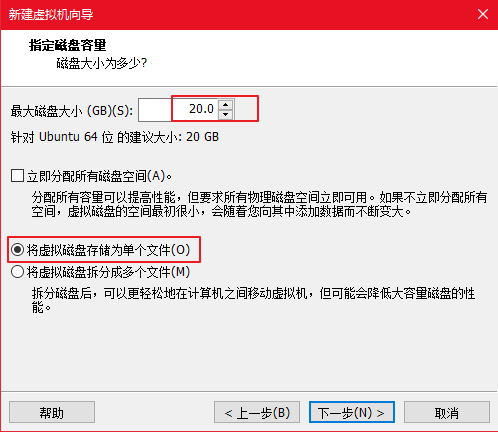 新建虚拟机向导
指定磁盘容量
磁盘大小为多少?
最大磁盘大小 (GB)(S): 20.0
针对 Ubuntu 64 位 的建议大小: 20 GB
立即分配所有磁盘空间(A)。
分配所有容量可以提高性能，但要求所有物理磁盘空间立即可用。如果不立即分配所有
空间，虚拟磁盘的空间最初很小，会随着您向其中添加数据而不断变大。
将虚拟磁盘存储为单个文件(O)
将虚拟磁盘拆分成多个文件(M)
拆分磁盘后，可以更轻松地在计算机之间移动虚拟机，但可能会降低大容量磁盘的性
能。
帮助 < 上一步(B) 下一步(N) > 取消